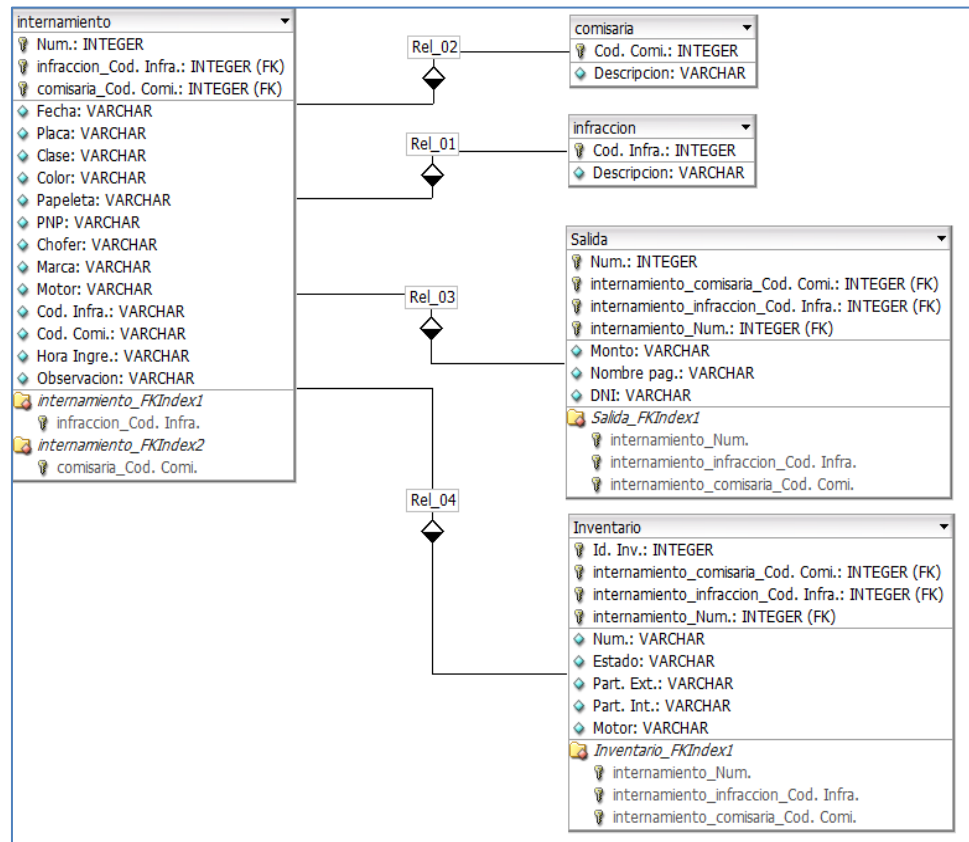 internamiento
Num.: INTEGER
infraccion_Cod. Infra.: INTEGER (FK)
comisaria_Cod. Comi.: INTEGER (FK)
Fecha: VARCHAR
Placa: VARCHAR
Clase: VARCHAR
Color: VARCHAR
Papeleta: VARCHAR
PNP: VARCHAR
Chofer: VARCHAR
Marca: VARCHAR
Motor: VARCHAR
Cod. Infra.: VARCHAR
Cod. Comi.: VARCHAR
Hora Ingre.: VARCHAR
Observacion: VARCHAR
internamiento_FKIndex1
infraccion_Cod. Infra.
internamiento_FKIndex2
comisaria_Cod. Comi.
Rel_02
Rel_01
Rel_03
Rel_04
comisaria
Cod. Comi.: INTEGER
Descripcion: VARCHAR
infraccion
Cod. Infra.: INTEGER
Descripcion: VARCHAR
Salida
Num.: INTEGER
internamiento_comisaria_Cod. Comi.: INTEGER (FK)
internamiento_infraccion_Cod. Infra.: INTEGER (FK)
internamiento_Num.: INTEGER (FK)
Monto: VARCHAR
Nombre pag.: VARCHAR
DNI: VARCHAR
Salida_FKIndex1
internamiento_Num.
internamiento_infraccion_Cod. Infra.
internamiento_comisaria_Cod. Comi.
Inventario
Id. Inv.: INTEGER
internamiento_comisaria_Cod. Comi.: INTEGER (FK)
internamiento_infraccion_Cod. Infra.: INTEGER (FK)
internamiento_Num.: INTEGER (FK)
Num.: VARCHAR
Estado: VARCHAR
Part. Ext.: VARCHAR
Part. Int.: VARCHAR
Motor: VARCHAR
Inventario_FKIndex1
internamiento_Num.
internamiento_infraccion_Cod. Infra.
internamiento_comisaria_Cod. Comi.